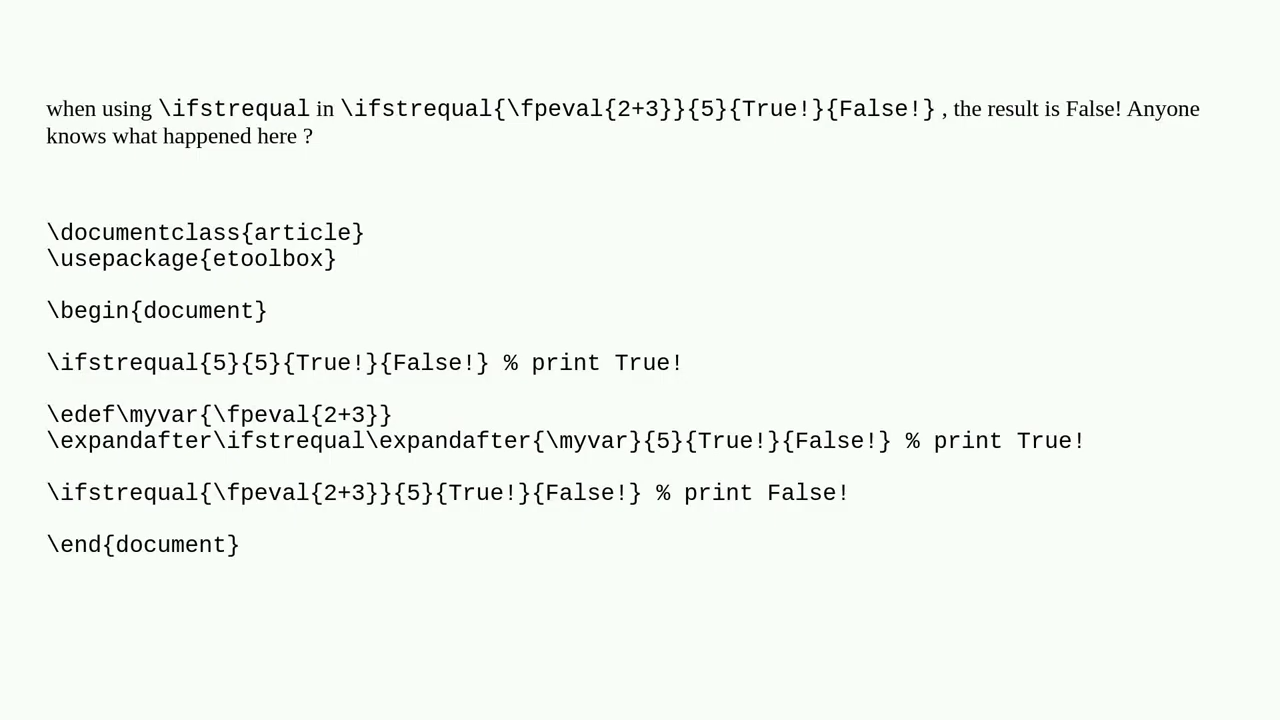 when using \ifstrequal in \ifstrequal{\fpeval{2+3}}{5}{True!}{False!} , the result is False! Anyone
knows what happened here ?
\documentclass{article}
\usepackage{etoolbox}
\begin{document}
\ifstrequal{5}{5}{True!}{False!} % print True!
\edef\myvar{\fpeval{2+3}}
\expandafter\ifstrequal\expandafter{\myvar}{5}{True!}{False!} % print True!
\ifstrequal{\fpeval{2+3}}{5}{True!}{False!} % print False!
\end{document}